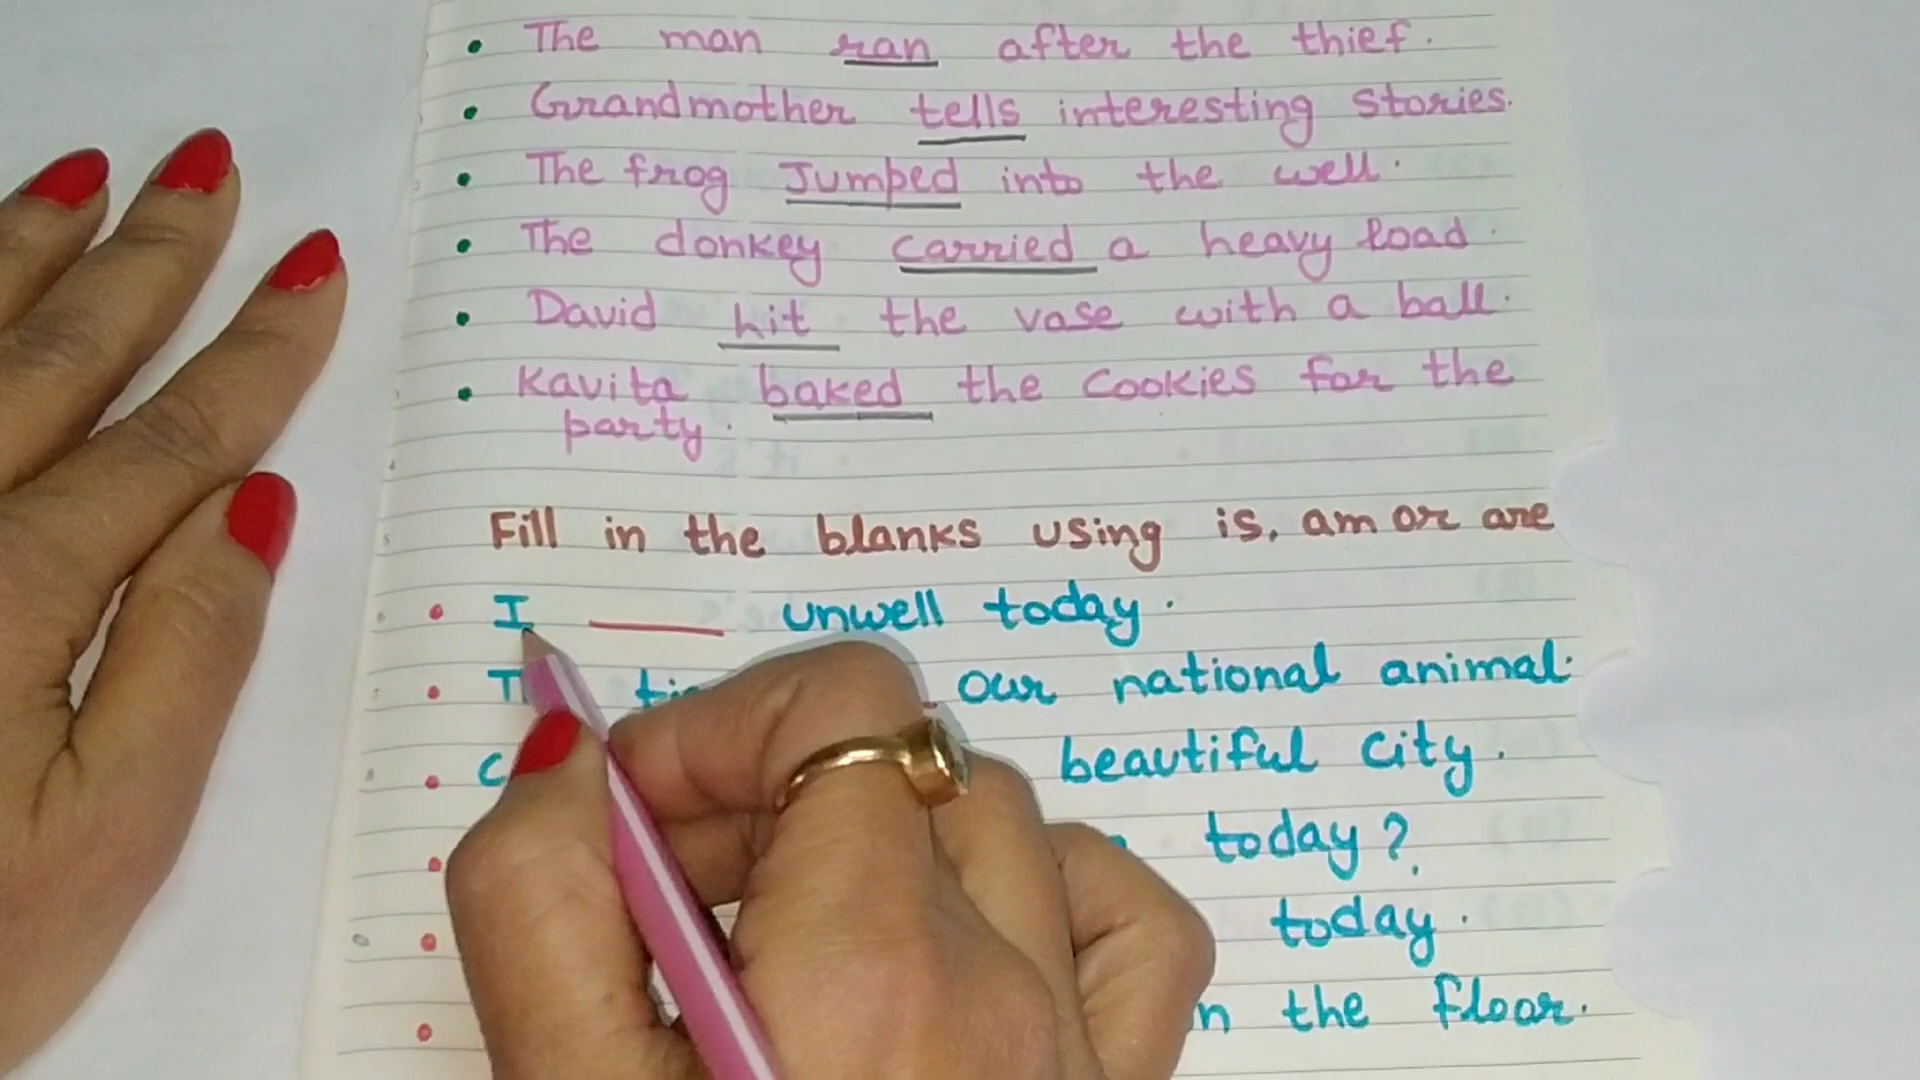 • The man ran after the thief.
• Grandmother tells interesting stories.
• The frog Jumped into the well.
• The donkey carried a heavy load.
• David hit the vase with a ball.
• Kavita baked the Cookies for the
party.
Fill in the blanks using is, am or are
• I ____ unwell today.
• our national animal.
• beautiful city.
• today?
• today.
• the floor.